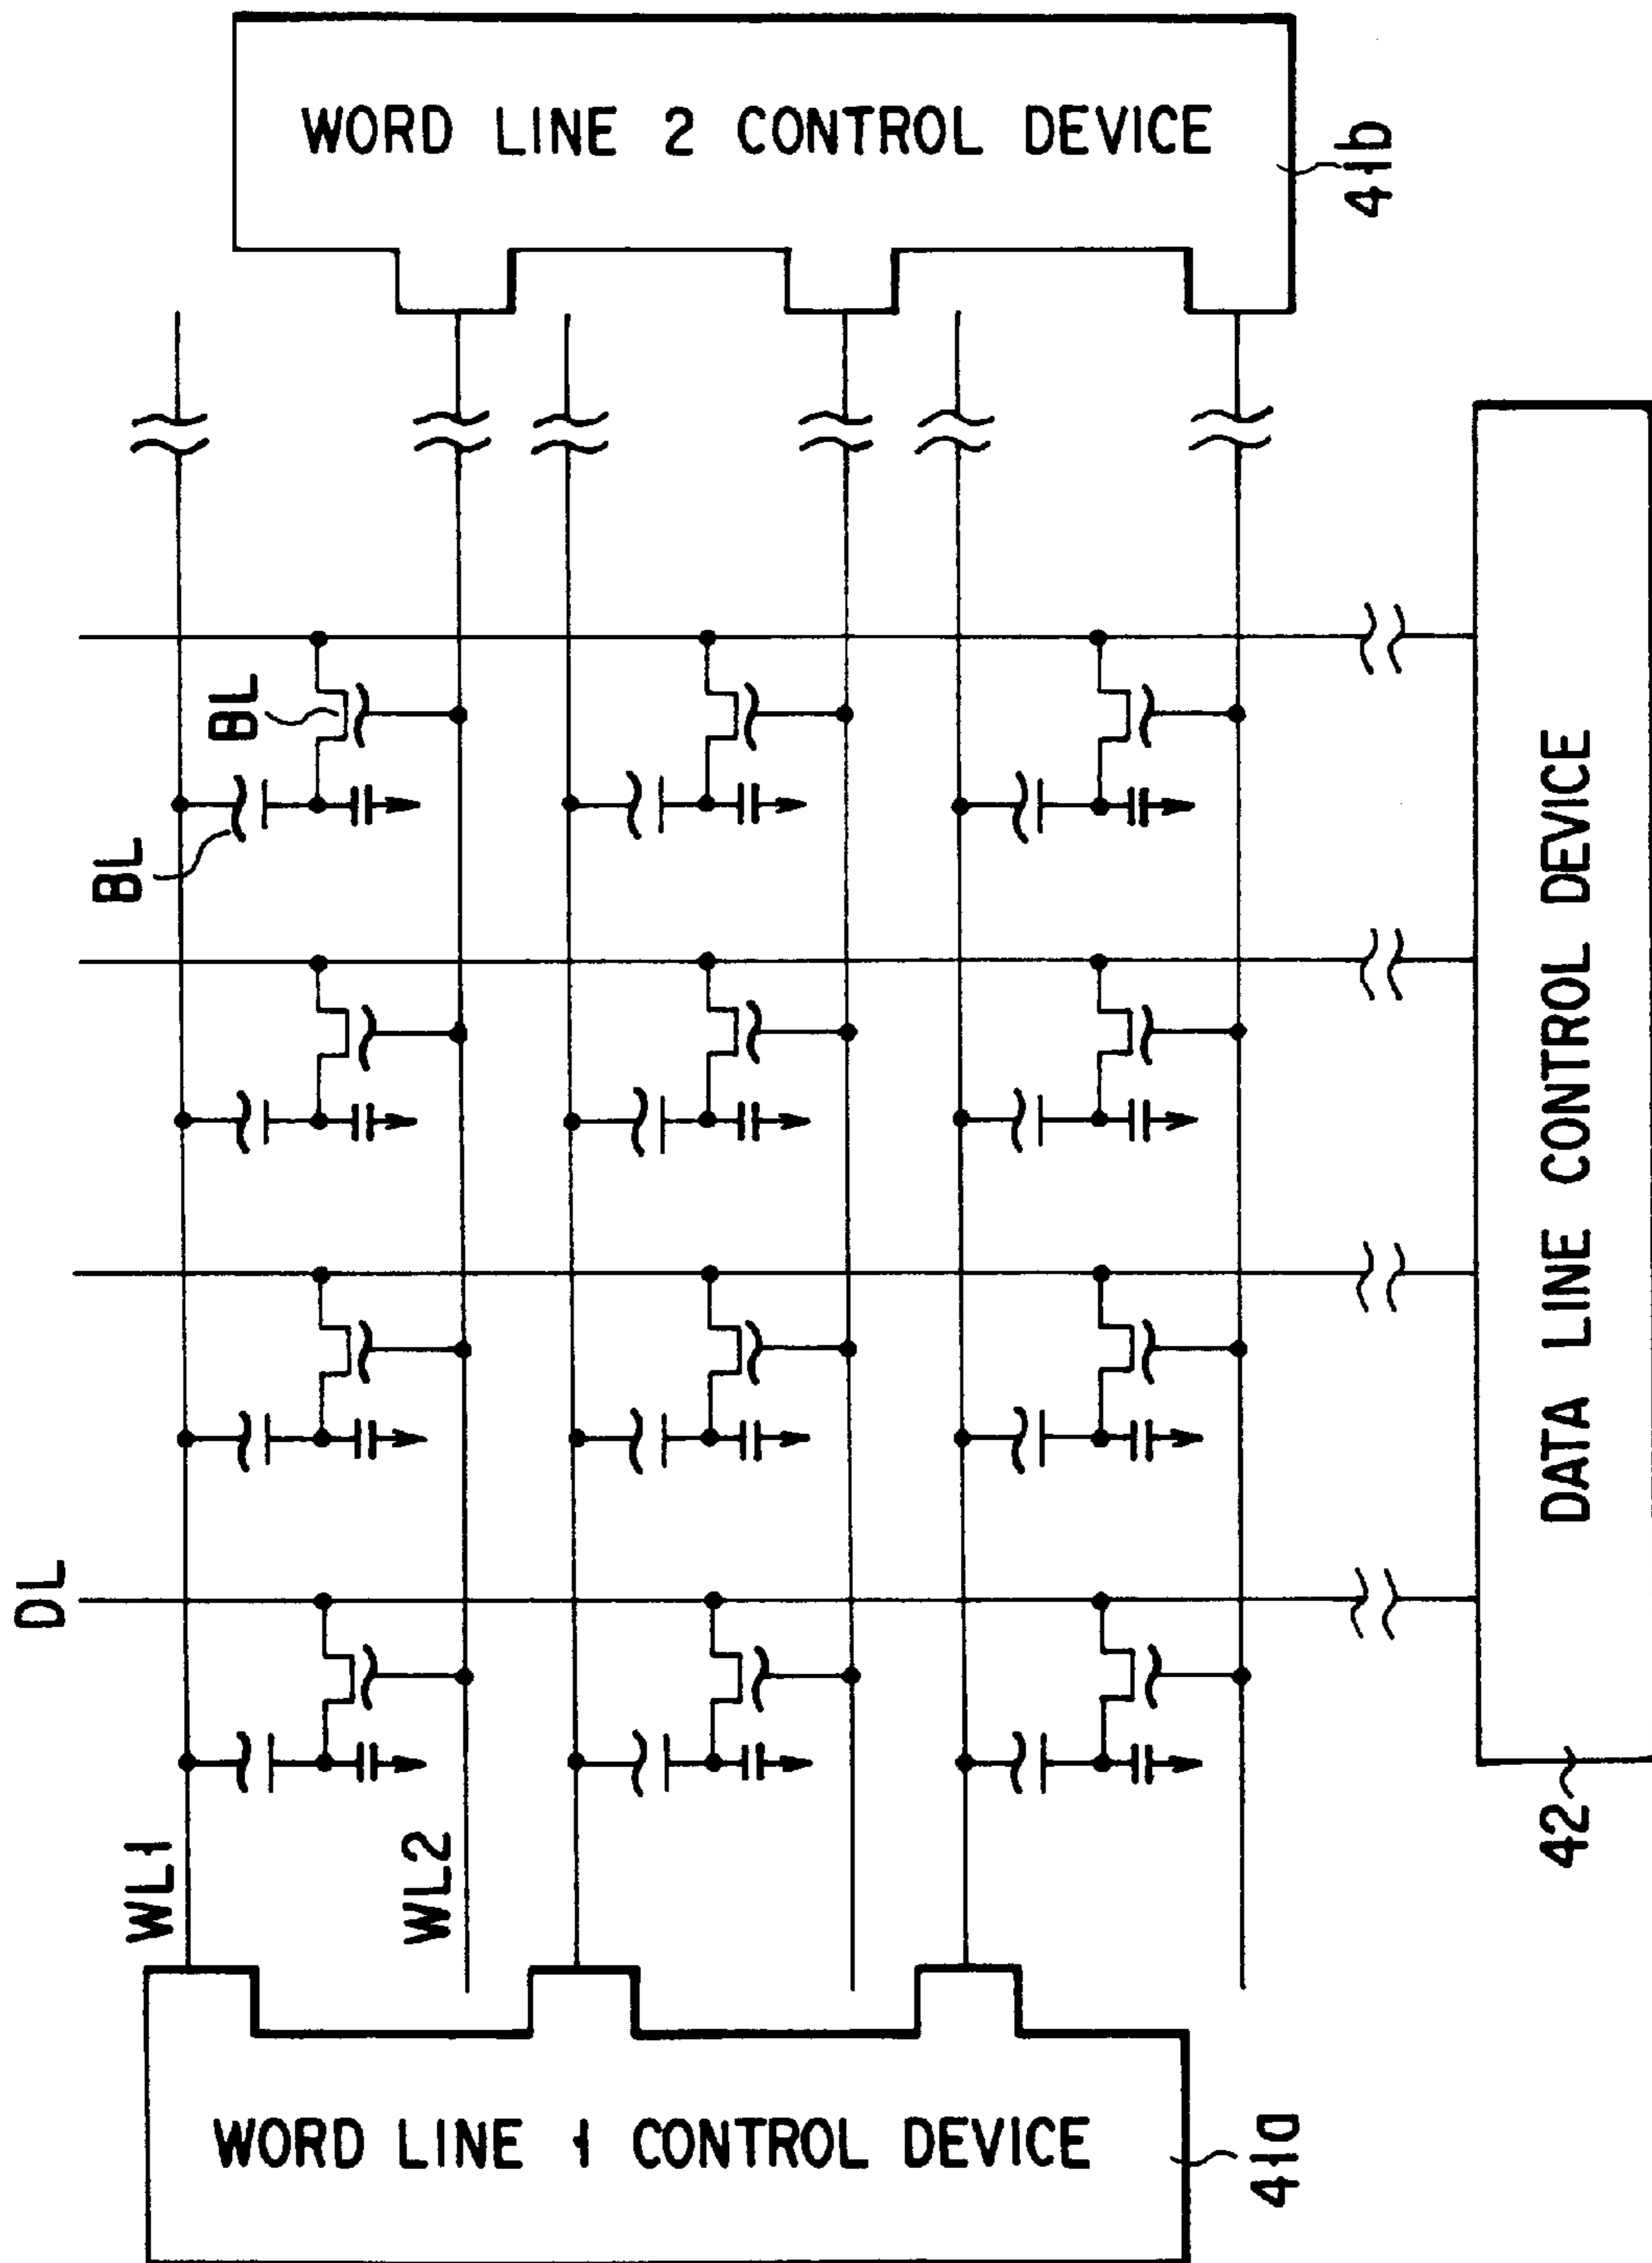 WORD LINE 2 CONTROL DEVICE
41b
BL
BL
DL
WL1
WL2
WORD LINE 1 CONTROL DEVICE
41a
DATA LINE CONTROL DEVICE
42